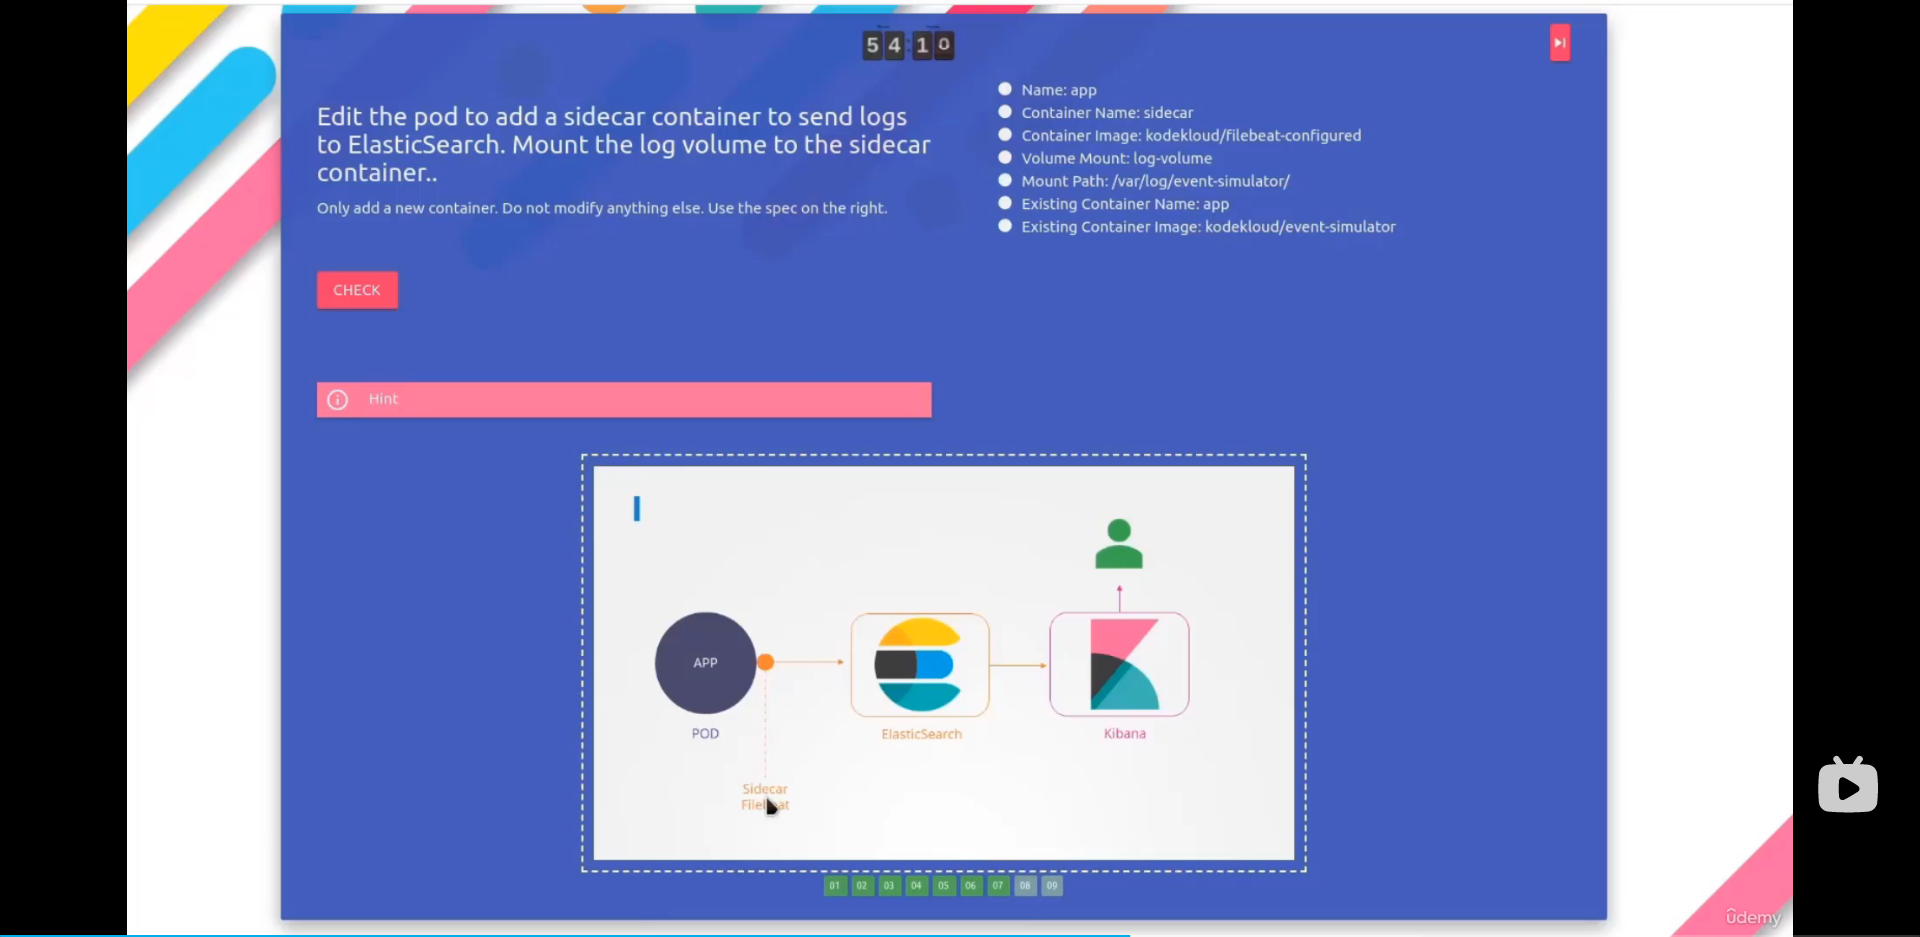 54:10
Edit the pod to add a sidecar container to send logs
to ElasticSearch. Mount the log volume to the sidecar
container..
Only add a new container. Do not modify anything else. Use the spec on the right.
Name: app
Container Name: sidecar
Container Image: kodekloud/filebeat-configured
Volume Mount: log-volume
Mount Path: /var/log/event-simulator/
Existing Container Name: app
Existing Container Image: kodekloud/event-simulator
CHECK
Hint
APP
POD
ElasticSearch
Kibana
Sidecar
01 02 03 04 05 06 07 08 09
ûdemy